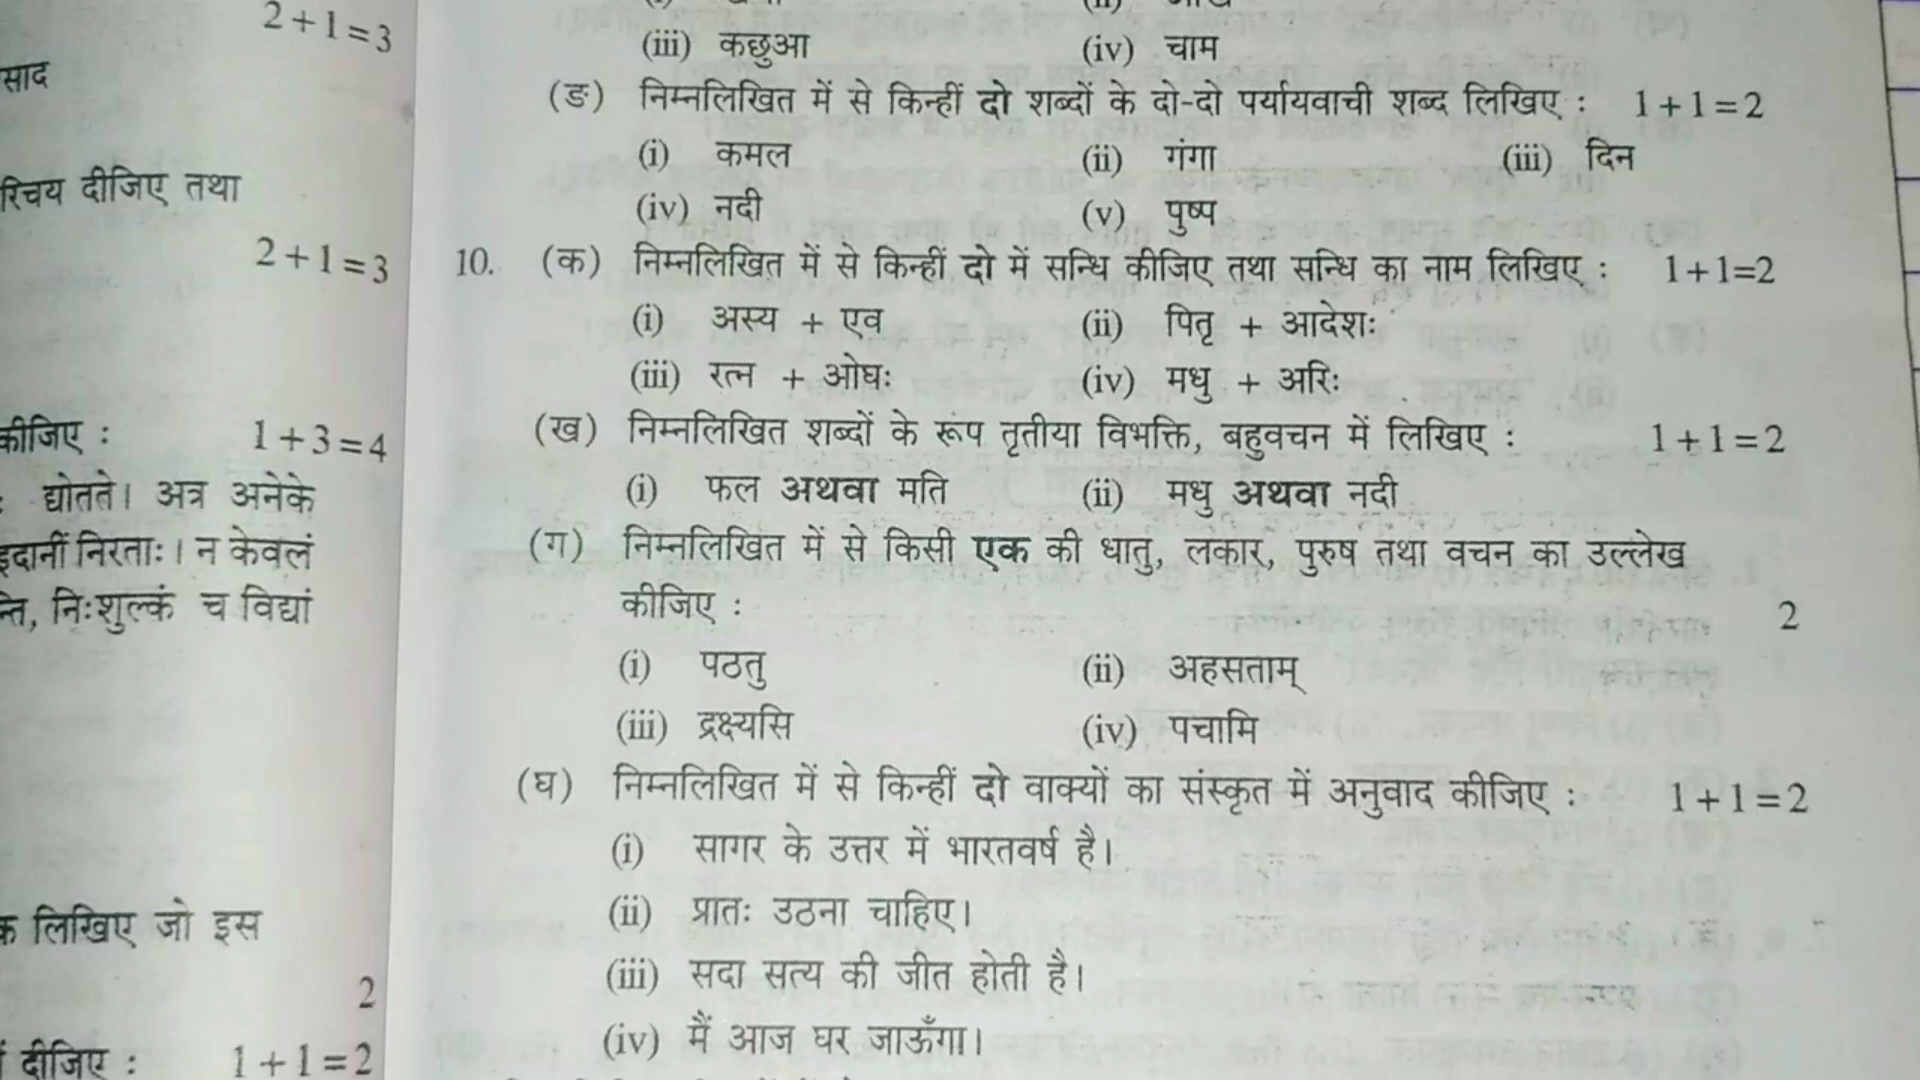 2+1=3
साद
रिचय दीजिए तथा
2+1=3
कीजिए : 1+3=4
द्योतते। अत्र अनेके
इदानीं निरताः। न केवलं
न्ति, निःशुल्कं च विद्यां
लिखिए जो इस
2
दीजिए : 1+1=2
(iii) कछुआ (iv) चाम
(ङ) निम्नलिखित में से किन्हीं दो शब्दों के दो-दो पर्यायवाची शब्द लिखिए : 1+1=2
(i) कमल (ii) गंगा (iii) दिन
(iv) नदी (v) पुष्प
10. (क) निम्नलिखित में से किन्हीं दो में सन्धि कीजिए तथा सन्धि का नाम लिखिए : 1+1=2
(i) अस्य + एव (ii) पितृ + आदेशः
(iii) रत्न + ओघः (iv) मधु + अरिः
(ख) निम्नलिखित शब्दों के रूप तृतीया विभक्ति, बहुवचन में लिखिए : 1+1=2
(i) फल अथवा मति (ii) मधु अथवा नदी
(ग) निम्नलिखित में से किसी एक की धातु, लकार, पुरुष तथा वचन का उल्लेख
कीजिए : 2
(i) पठतु (ii) अहसताम्
(iii) द्रक्ष्यसि (iv) पचामि
(घ) निम्नलिखित में से किन्हीं दो वाक्यों का संस्कृत में अनुवाद कीजिए : 1+1=2
(i) सागर के उत्तर में भारतवर्ष है।
(ii) प्रातः उठना चाहिए।
(iii) सदा सत्य की जीत होती है।
(iv) मैं आज घर जाऊँगा।